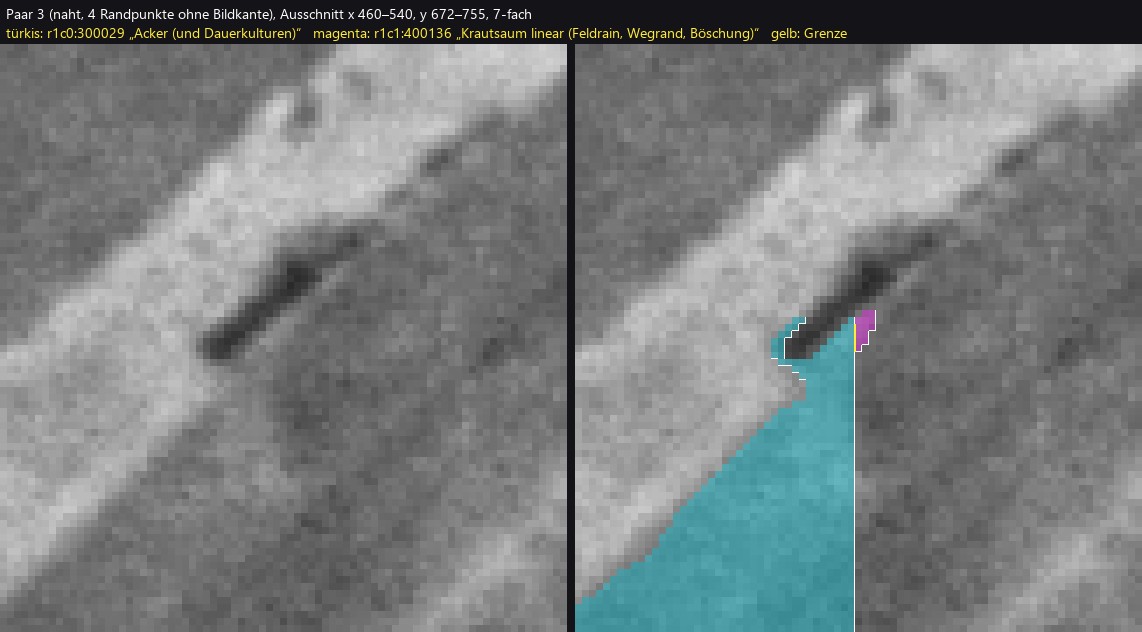 Paar 3 (naht, 4 Randpunkte ohne Bildkante), Ausschnitt x 460–540, y 672–755, 7-fach
türkis: r1c0:300029 „Acker (und Dauerkulturen)“ magenta: r1c1:400136 „Krautsaum linear (Feldrain, Wegrand, Böschung)“ gelb: Grenze